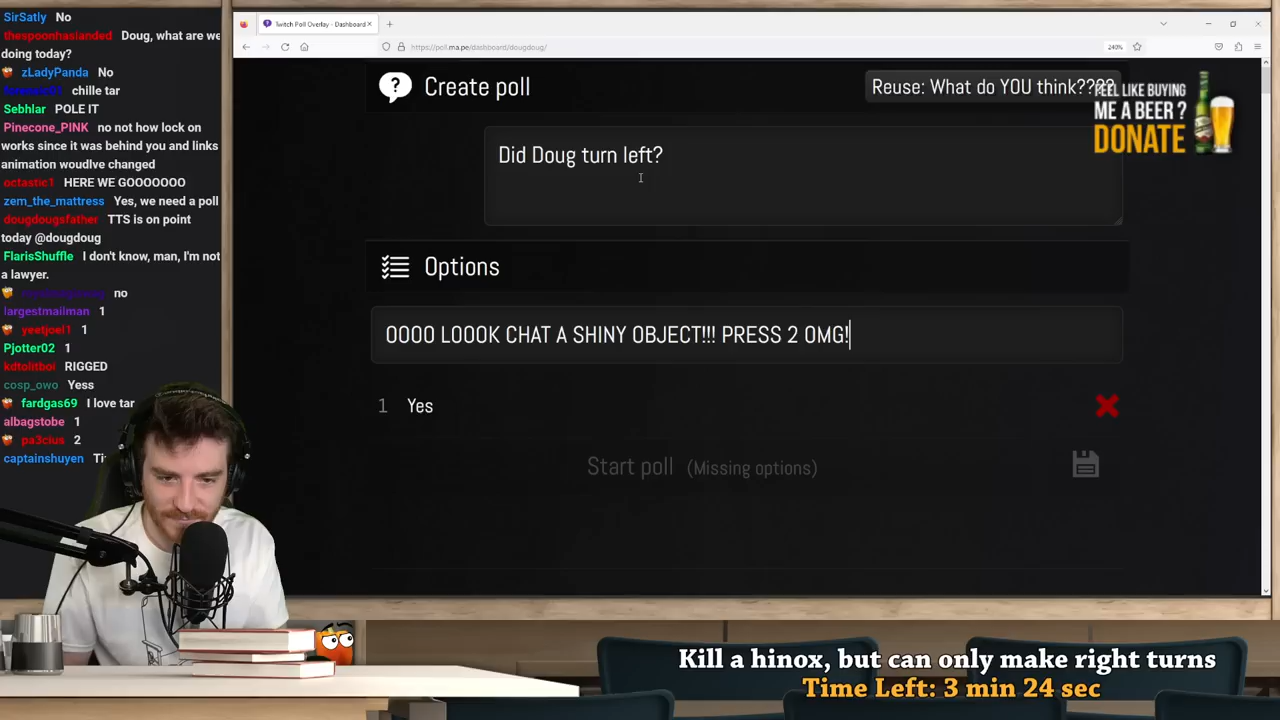 SirSatly No
thespoonhaslanded Doug, what are we
doing today?
zLadyPanda No
chille tar
Sebhlar POLE IT
Pinecone_PINK no not how lock on
works since it was behind you and links
animation woudlve changed
octastic1 HERE WE GOOOOOOO
zem_the_mattress Yes, we need a poll
dougdougsfather TTS is on point
today @dougdoug
FlarisShuffle I don't know, man, I'm not
a lawyer.
no
largestmailman 1
yeetjoel1 1
Pjotter02 1
kdtolitboi RIGGED
cosp_owo Yess
fardgas69 I love tar
albagstobe 1
pa3cius 2
captainshuyen
Twitch Poll Overlay - Dashboard
https://poll.ma.pe/dashboard/dougdoug/
240%
Create poll
Reuse: What do YOU think????
FEEL LIKE BUYING
ME A BEER ?
DONATE
Did Doug turn left?
Options
OOOO LOOOK CHAT A SHINY OBJECT!!! PRESS 2 OMG!
1 Yes
Start poll (Missing options)
Kill a hinox, but can only make right turns
Time Left: 3 min 24 sec